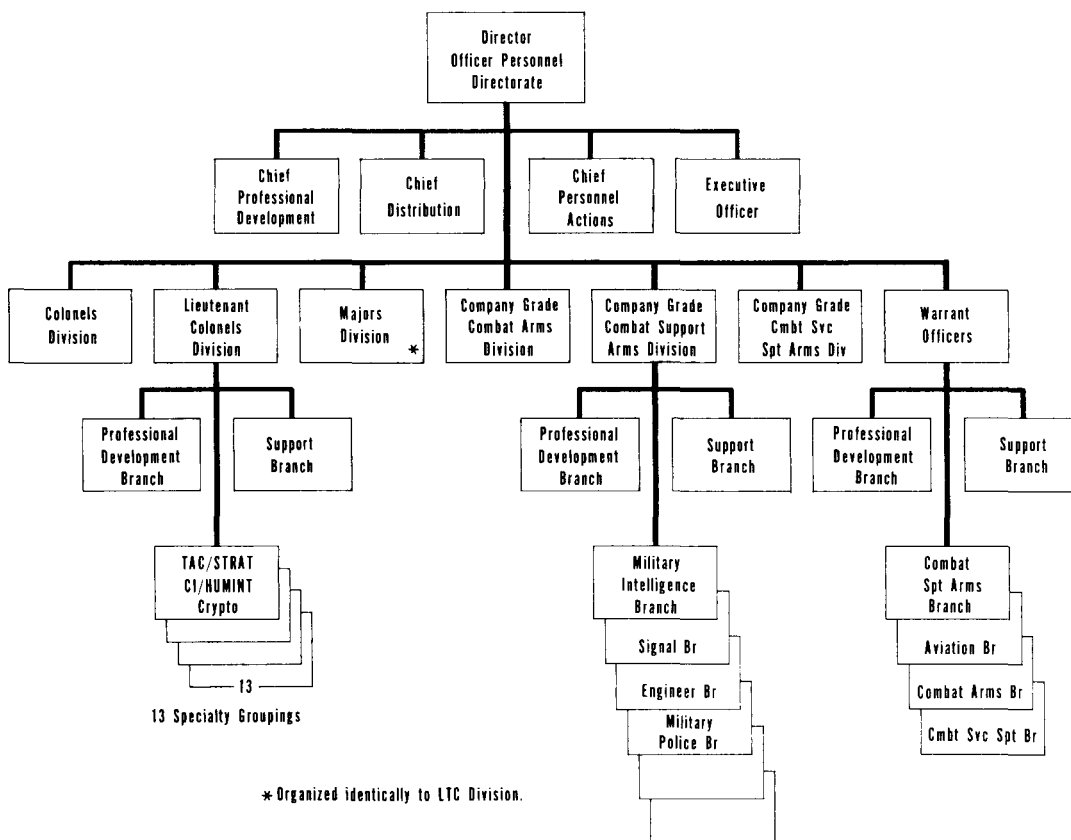 Director
Officer Personnel
Directorate
Chief
Professional
Development
Chief
Distribution
Chief
Personnel
Actions
Executive
Officer
Colonels
Division
Lieutenant
Colonels
Division
Majors
Division
*
Company Grade
Combat Arms
Division
Company Grade
Combat Support
Arms Division
Company Grade
Cmbt Svc
Spt Arms Div
Warrant
Officers
Professional
Development
Branch
Support
Branch
Professional
Development
Branch
Support
Branch
Professional
Development
Branch
Support
Branch
TAC/STRAT
CI/HUMINT
Crypto
13
13 Specialty Groupings
Military
Intelligence
Branch
Signal Br
Engineer Br
Military
Police Br
Combat
Spt Arms
Branch
Aviation Br
Combat Arms Br
Cmbt Svc Spt Br
* Organized identically to LTC Division.